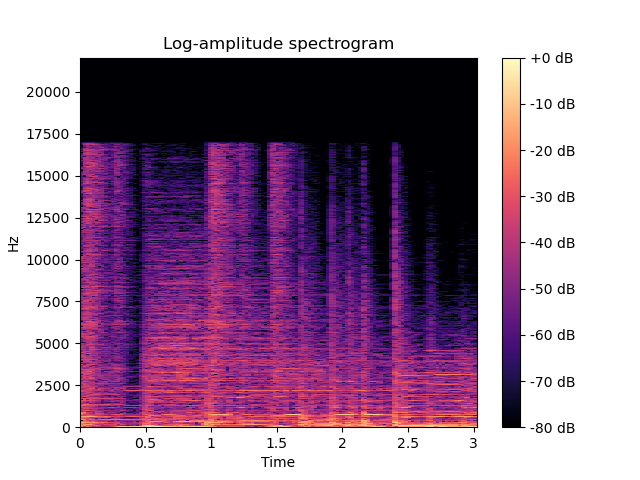 Log-amplitude spectrogram
Hz
20000
17500
15000
12500
10000
7500
5000
2500
0
0 0.5 1 1.5 2 2.5 3
Time
+0 dB
-10 dB
-20 dB
-30 dB
-40 dB
-50 dB
-60 dB
-70 dB
-80 dB